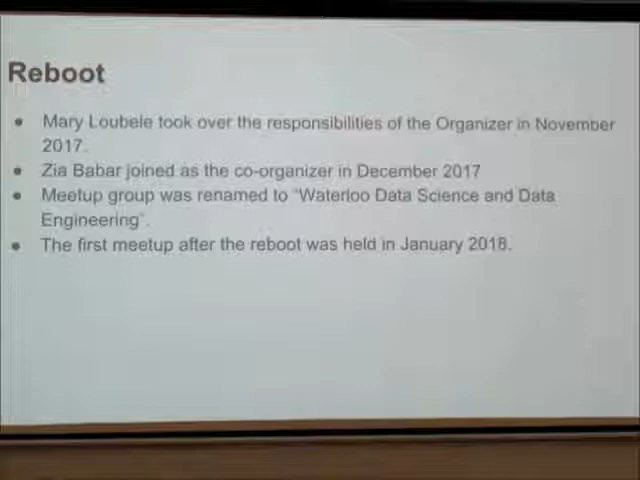 Reboot
● Mary Loubele took over the responsibilities of the Organizer in November
2017.
● Zia Babar joined as the co-organizer in December 2017
● Meetup group was renamed to "Waterloo Data Science and Data
Engineering".
● The first meetup after the reboot was held in January 2018.